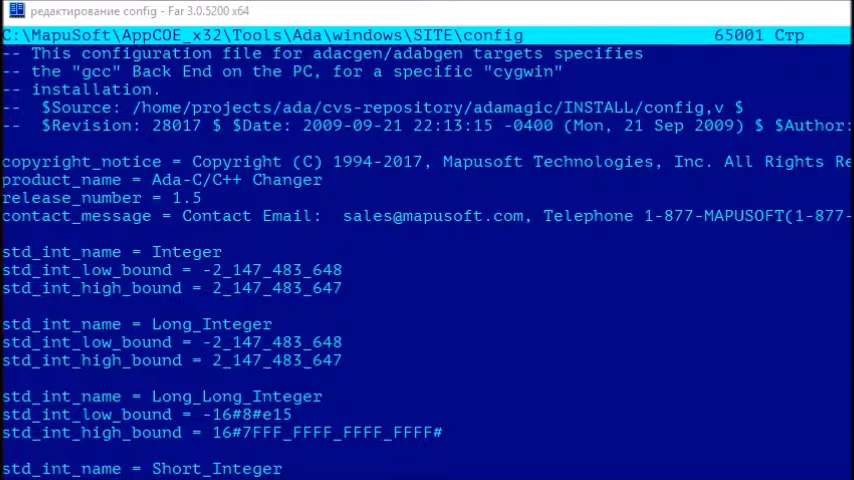 редактирование config - Far 3.0.5200 x64
C:\MapuSoft\AppCOE_x32\Tools\Ada\windows\SITE\config 65001 Стр
-- This configuration file for adacgen/adabgen targets specifies
-- the "gcc" Back End on the PC, for a specific "cygwin"
-- installation.
-- $Source: /home/projects/ada/cvs-repository/adamagic/INSTALL/config,v $
-- $Revision: 28017 $ $Date: 2009-09-21 22:13:15 -0400 (Mon, 21 Sep 2009) $ $Author:
copyright_notice = Copyright (C) 1994-2017, Mapusoft Technologies, Inc. All Rights Re
product_name = Ada-C/C++ Changer
release_number = 1.5
contact_message = Contact Email: sales@mapusoft.com, Telephone 1-877-MAPUSOFT(1-877-
std_int_name = Integer
std_int_low_bound = -2_147_483_648
std_int_high_bound = 2_147_483_647
std_int_name = Long_Integer
std_int_low_bound = -2_147_483_648
std_int_high_bound = 2_147_483_647
std_int_name = Long_Long_Integer
std_int_low_bound = -16#8#e15
std_int_high_bound = 16#7FFF_FFFF_FFFF_FFFF#
std_int_name = Short_Integer